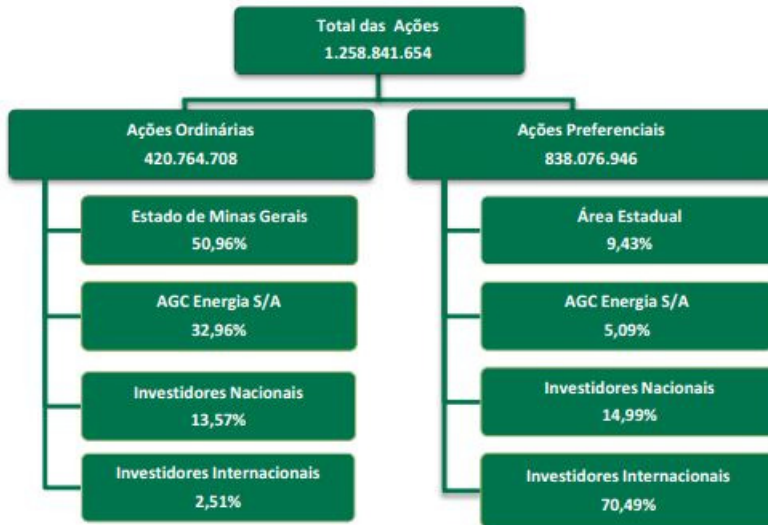 Total das Ações
1.258.841.654
Ações Ordinárias
420.764.708
Estado de Minas Gerais
50,96%
AGC Energia S/A
32,96%
Investidores Nacionais
13,57%
Investidores Internacionais
2,51%
Ações Preferenciais
838.076.946
Área Estadual
9,43%
AGC Energia S/A
5,09%
Investidores Nacionais
14,99%
Investidores Internacionais
70,49%